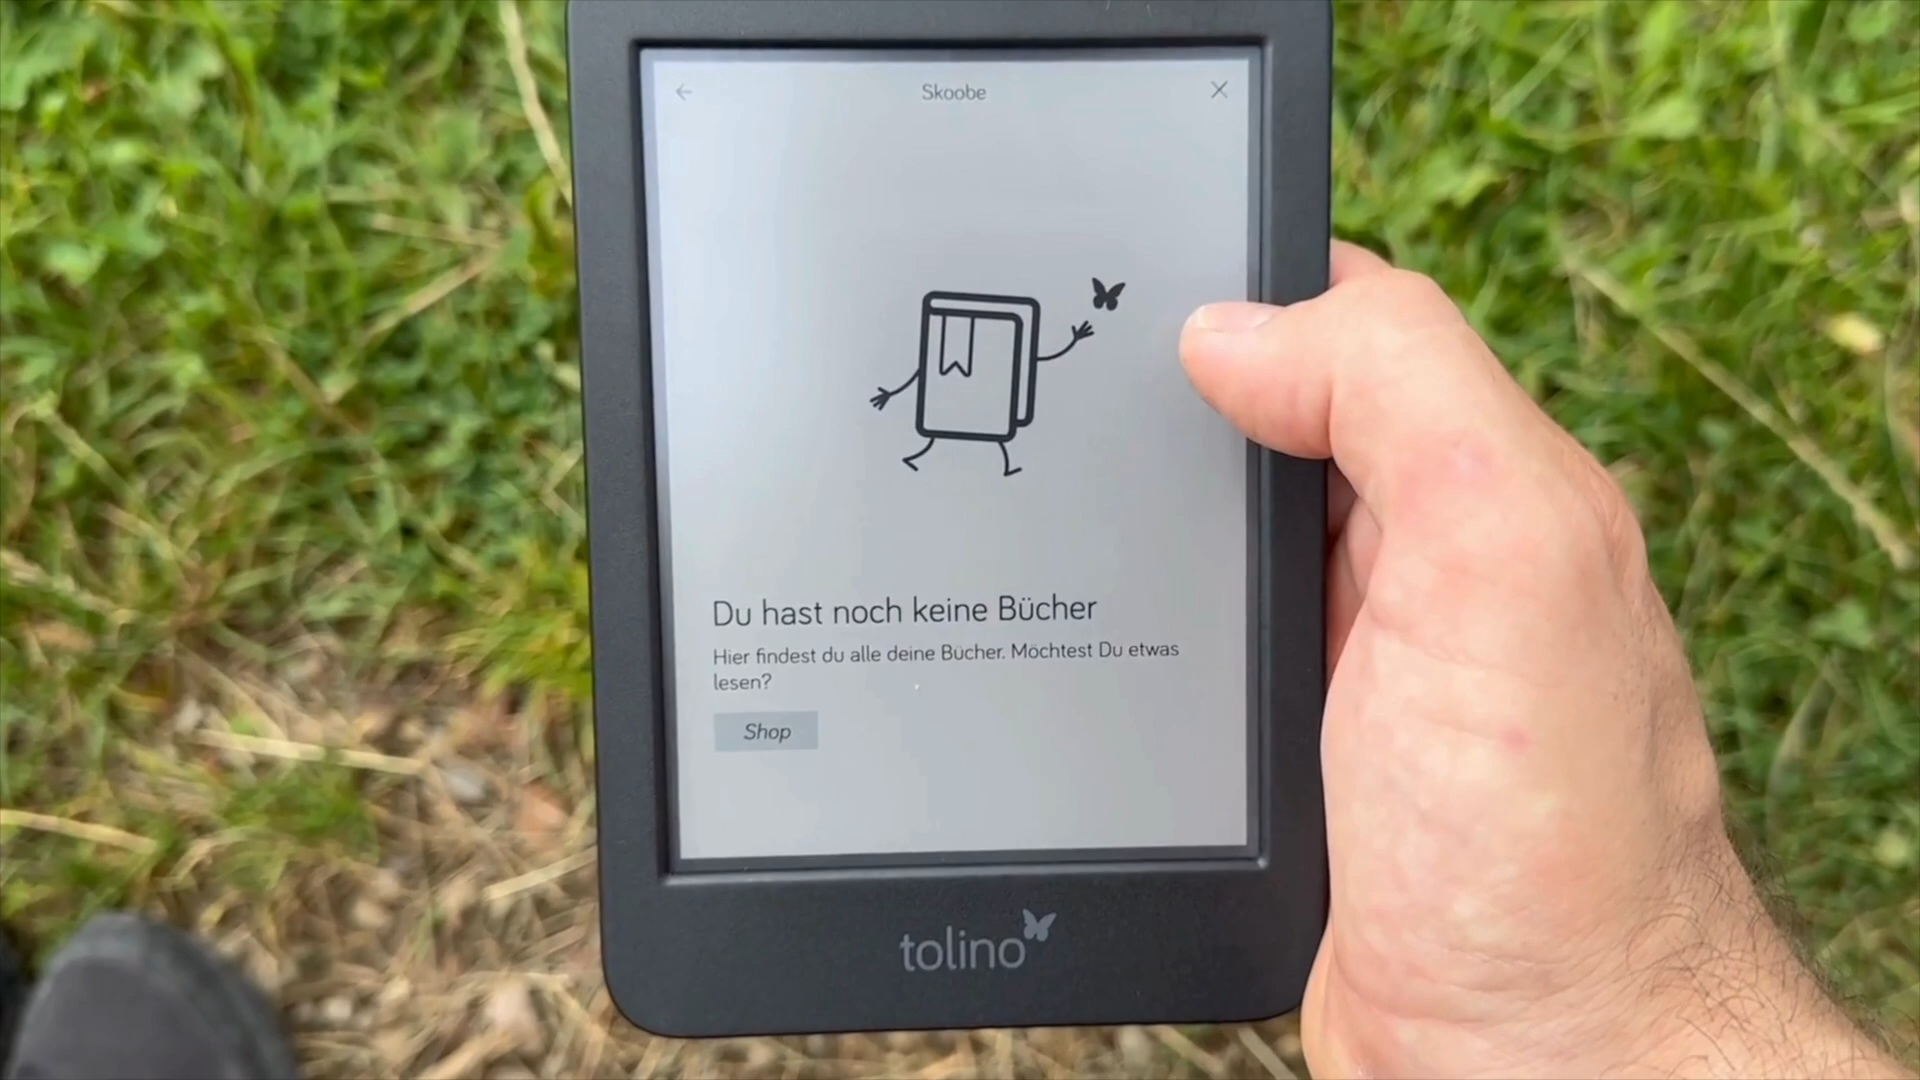 Skoobe
Du hast noch keine Bücher
Hier findest du alle deine Bücher. Möchtest Du etwas
lesen?
Shop
tolino